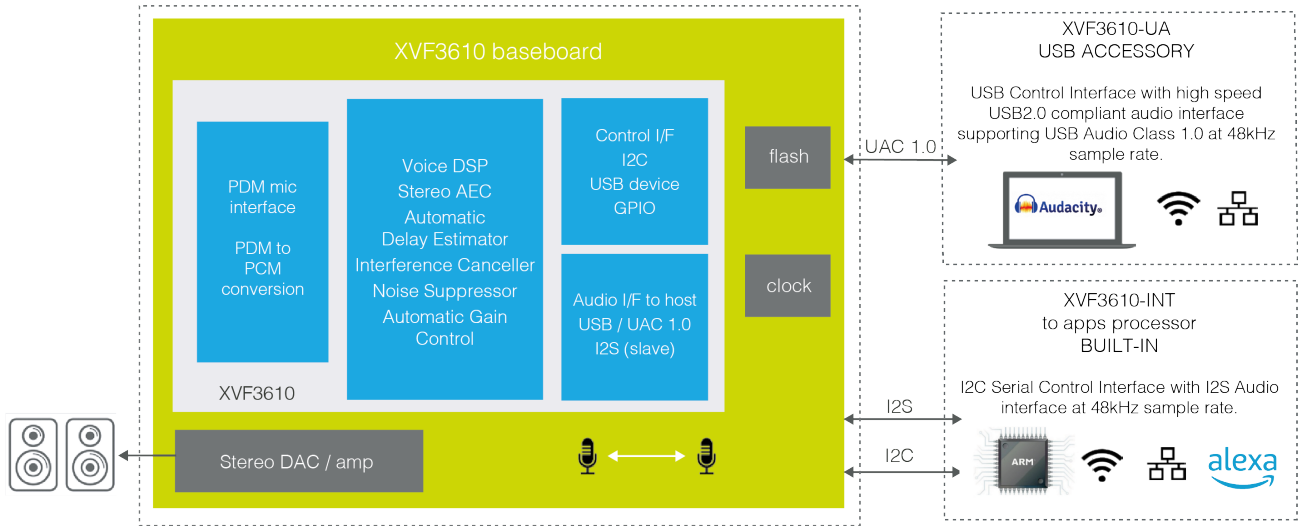 XVF3610 baseboard
PDM mic
interface
PDM to
PCM
conversion
XVF3610
Voice DSP
Stereo AEC
Automatic
Delay Estimator
Interference Canceller
Noise Suppressor
Automatic Gain
Control
Control I/F
I2C
USB device
GPIO
Audio I/F to host
USB / UAC 1.0
I2S (slave)
flash
clock
Stereo DAC / amp
UAC 1.0
I2S
I2C
XVF3610-UA
USB ACCESSORY
USB Control Interface with high speed
USB2.0 compliant audio interface
supporting USB Audio Class 1.0 at 48kHz
sample rate.
Audacity®
XVF3610-INT
to apps processor
BUILT-IN
I2C Serial Control Interface with I2S Audio
interface at 48kHz sample rate.
ARM
alexa